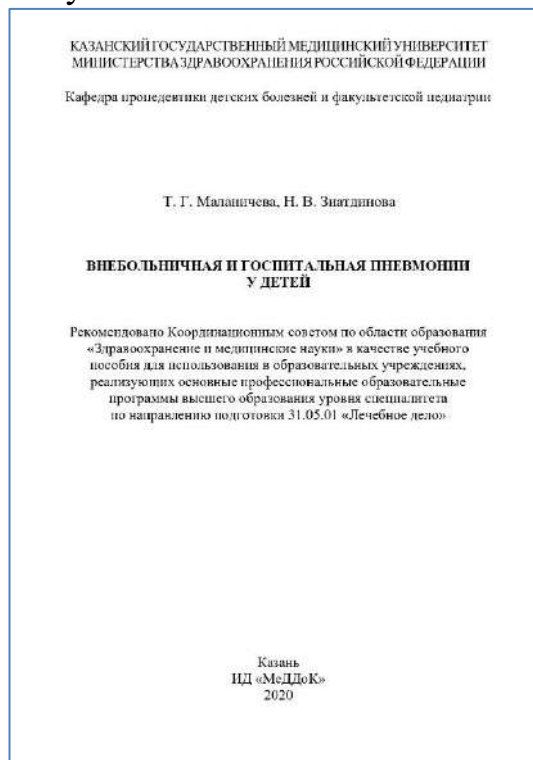 КАЗАНСКИЙ ГОСУДАРСТВЕННЫЙ МЕДИЦИНСКИЙ УНИВЕРСИТЕТ
МИНИСТЕРСТВА ЗДРАВООХРАНЕНИЯ РОССИЙСКОЙ ФЕДЕРАЦИИ
Кафедра пропедевтики детских болезней и факультетской педиатрии
Т. Г. Маланичева, Н. В. Зиатдинова
ВНЕБОЛЬНИЧНАЯ И ГОСПИТАЛЬНАЯ ПНЕВМОНИИ
У ДЕТЕЙ
Рекомендовано Координационным советом по области образования
«Здравоохранение и медицинские науки» в качестве учебного
пособия для использования в образовательных учреждениях,
реализующих основные профессиональные образовательные
программы высшего образования уровня специалитета
по направлению подготовки 31.05.01 «Лечебное дело»
Казань
ИД «МеДДоК»
2020